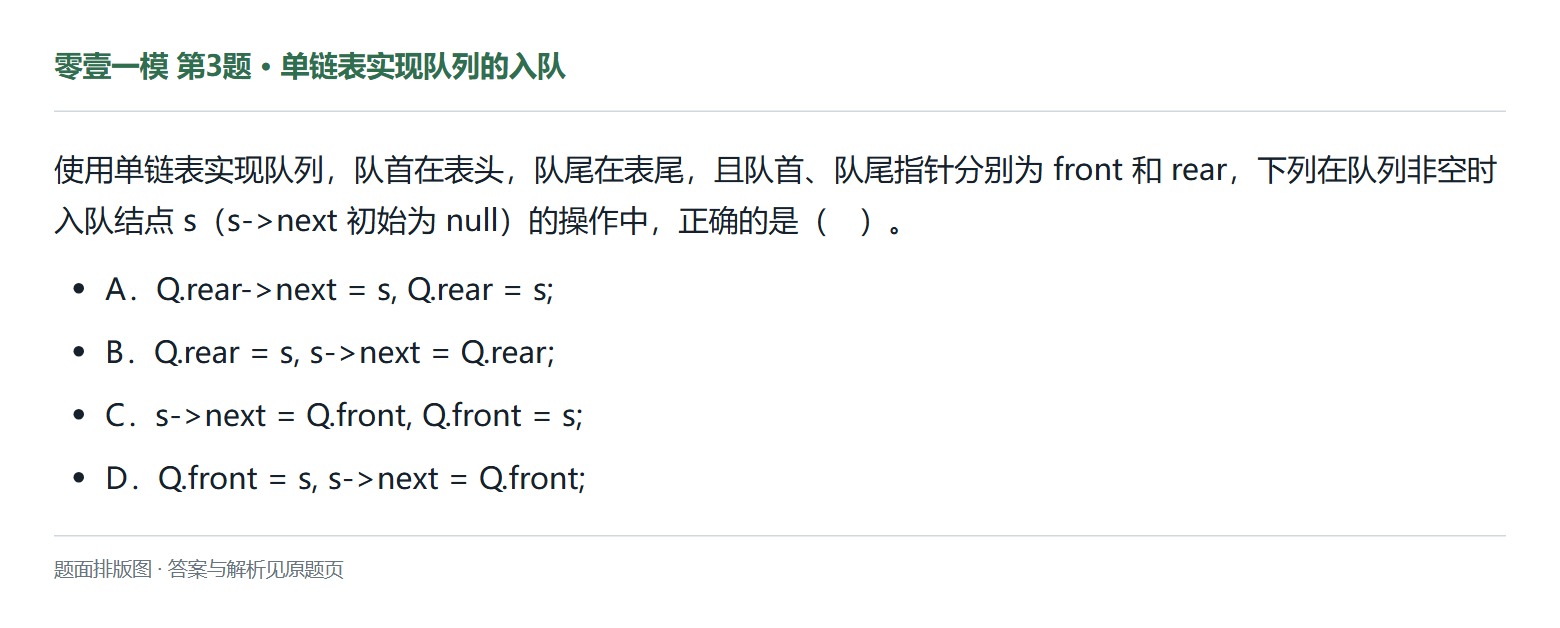 零壹一模 第3题 · 单链表实现队列的入队
使用单链表实现队列，队首在表头，队尾在表尾，且队首、队尾指针分别为 front 和 rear，下列在队列非空时
入队结点 s（s->next 初始为 null）的操作中，正确的是（　）。
• A．Q.rear->next = s, Q.rear = s;
• B．Q.rear = s, s->next = Q.rear;
• C．s->next = Q.front, Q.front = s;
• D．Q.front = s, s->next = Q.front;
题面排版图 · 答案与解析见原题页